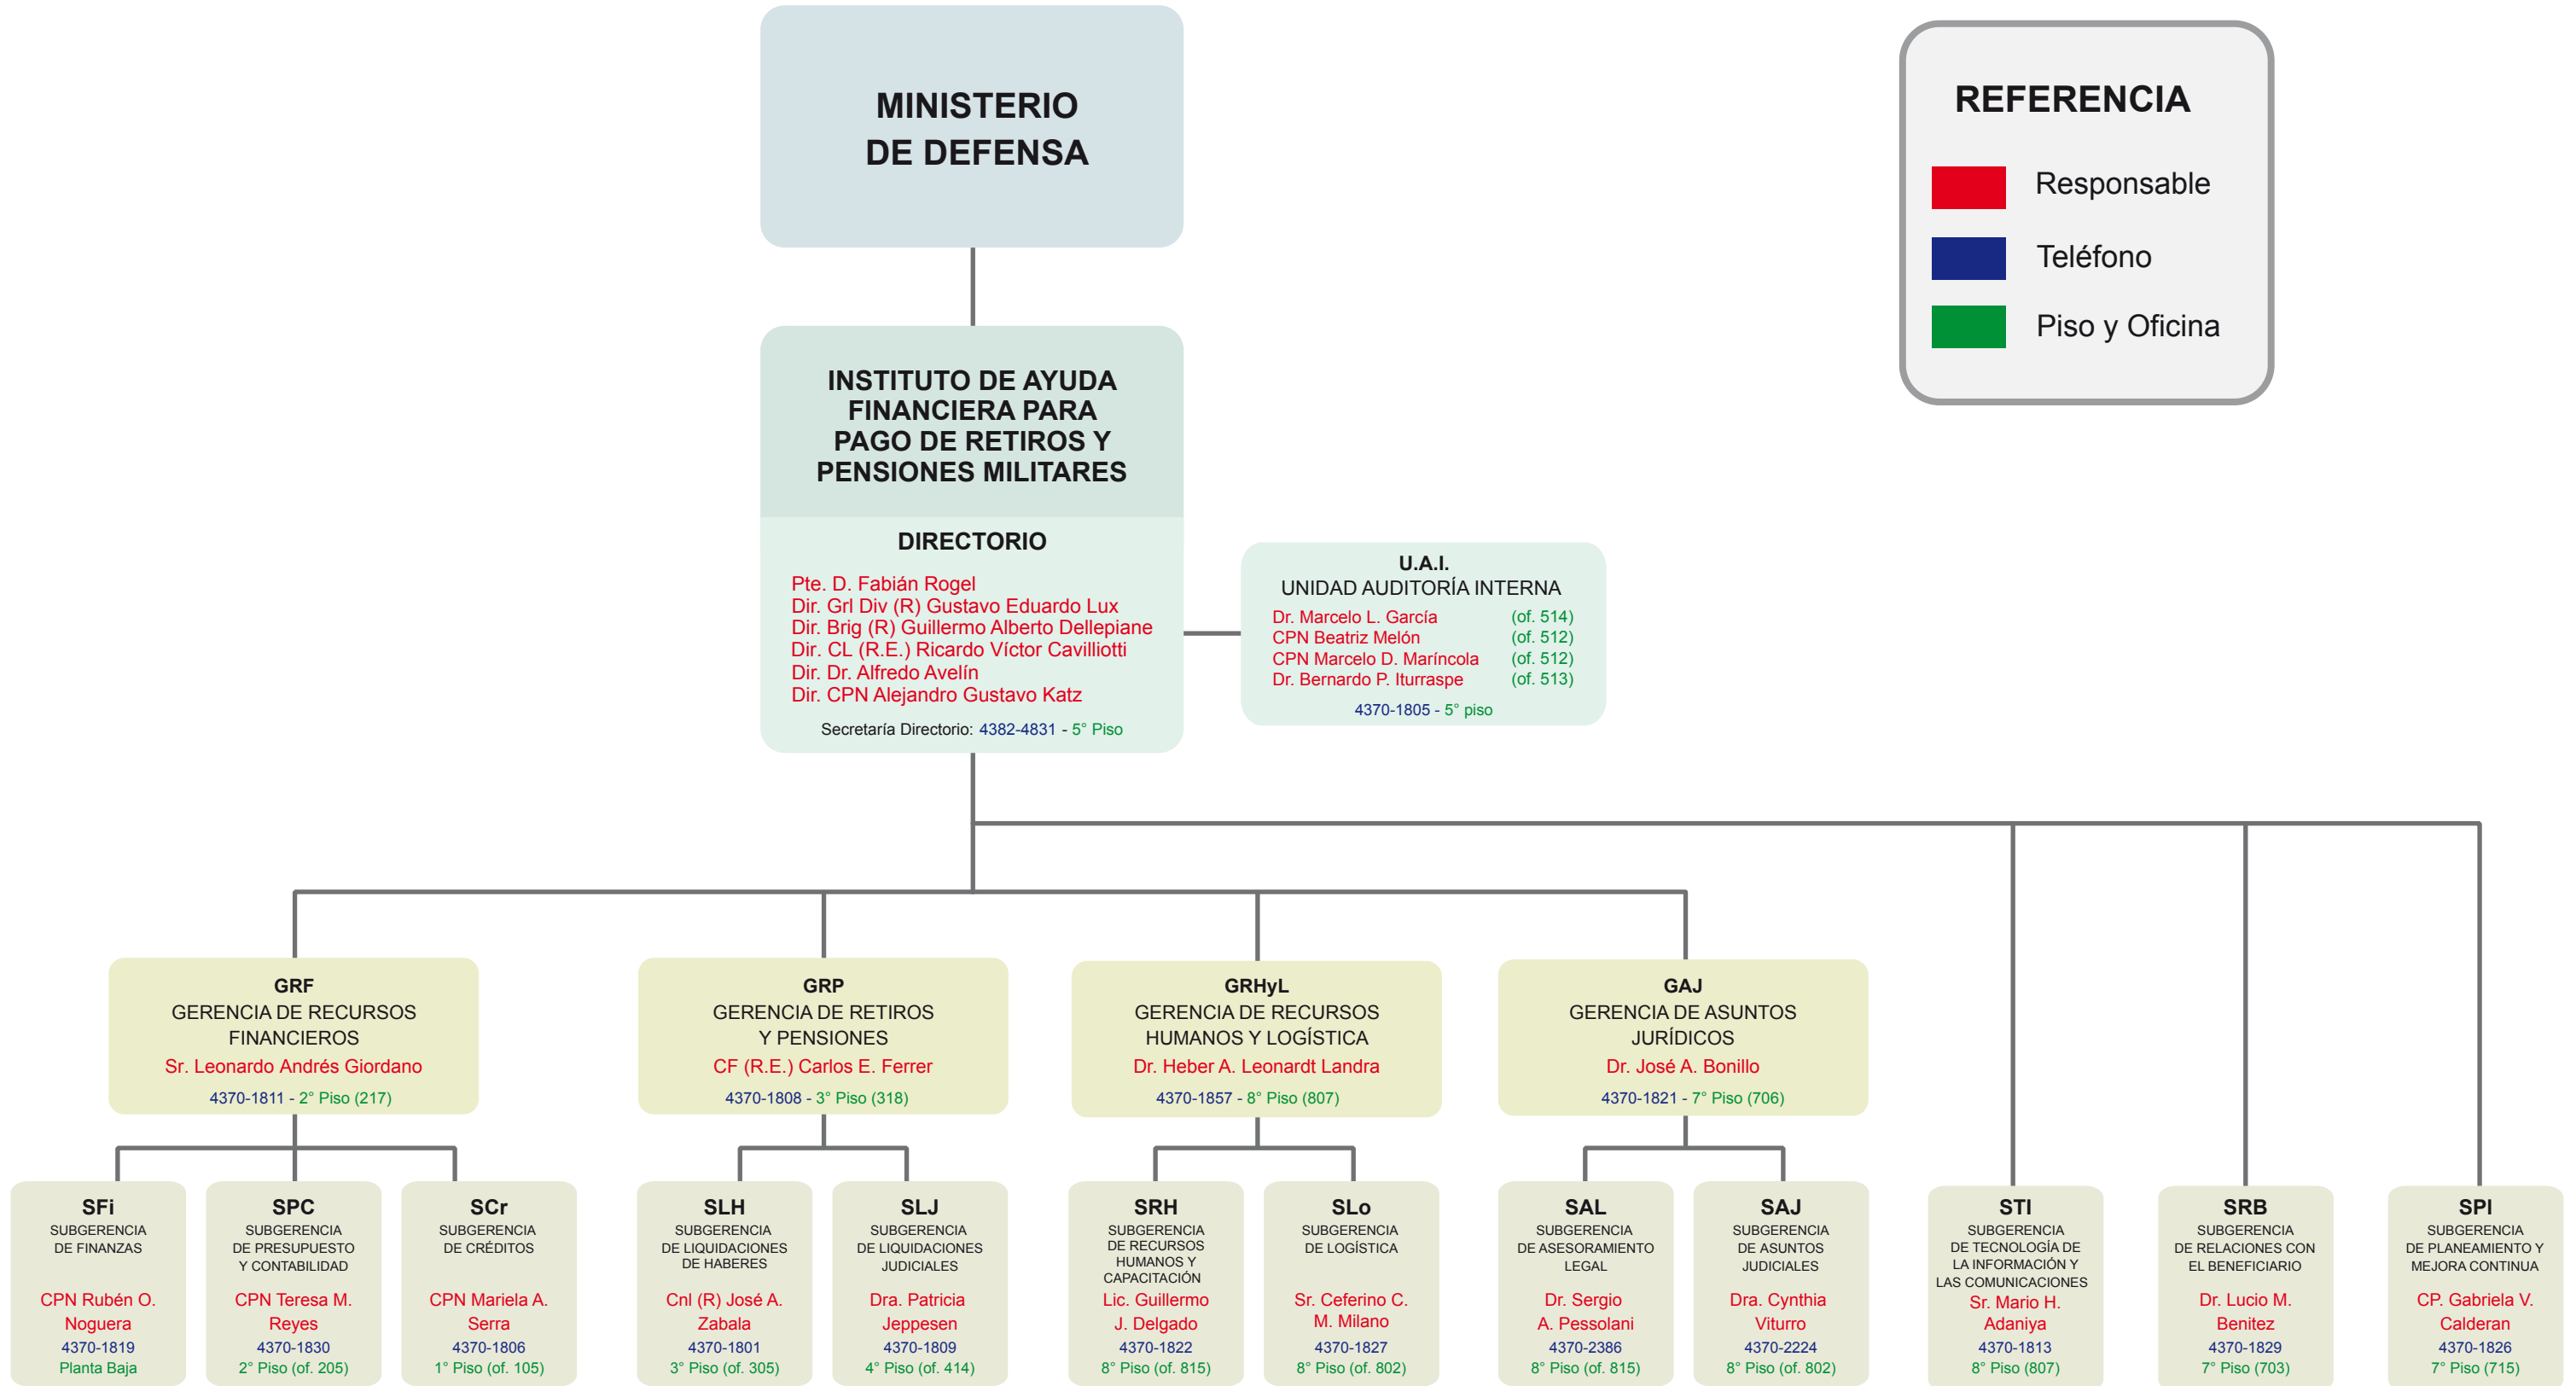 MINISTERIO
DE DEFENSA
REFERENCIA
Responsable
Teléfono
Piso y Oficina
INSTITUTO DE AYUDA
FINANCIERA PARA
PAGO DE RETIROS Y
PENSIONES MILITARES
DIRECTORIO
Pte. D. Fabián Rogel
Dir. Grl Div (R) Gustavo Eduardo Lux
Dir. Brig (R) Guillermo Alberto Dellepiane
Dir. CL (R.E.) Ricardo Víctor Cavilliotti
Dir. Dr. Alfredo Avelín
Dir. CPN Alejandro Gustavo Katz
Secretaría Directorio: 4382-4831 - 5° Piso
U.A.I.
UNIDAD AUDITORÍA INTERNA
Dr. Marcelo L. García (of. 514)
CPN Beatriz Melón (of. 512)
CPN Marcelo D. Maríncola (of. 512)
Dr. Bernardo P. Iturraspe (of. 513)
4370-1805 - 5° piso
GRF
GERENCIA DE RECURSOS
FINANCIEROS
Sr. Leonardo Andrés Giordano
4370-1811 - 2° Piso (217)
GRP
GERENCIA DE RETIROS
Y PENSIONES
CF (R.E.) Carlos E. Ferrer
4370-1808 - 3° Piso (318)
GRHyL
GERENCIA DE RECURSOS
HUMANOS Y LOGÍSTICA
Dr. Heber A. Leonardt Landra
4370-1857 - 8° Piso (807)
GAJ
GERENCIA DE ASUNTOS
JURÍDICOS
Dr. José A. Bonillo
4370-1821 - 7° Piso (706)
SFi
SUBGERENCIA
DE FINANZAS
CPN Rubén O.
Noguera
4370-1819
Planta Baja
SPC
SUBGERENCIA
DE PRESUPUESTO
Y CONTABILIDAD
CPN Teresa M.
Reyes
4370-1830
2° Piso (of. 205)
SCr
SUBGERENCIA
DE CRÉDITOS
CPN Mariela A.
Serra
4370-1806
1° Piso (of. 105)
SLH
SUBGERENCIA
DE LIQUIDACIONES
DE HABERES
Cnl (R) José A.
Zabala
4370-1801
3° Piso (of. 305)
SLJ
SUBGERENCIA
DE LIQUIDACIONES
JUDICIALES
Dra. Patricia
Jeppesen
4370-1809
4° Piso (of. 414)
SRH
SUBGERENCIA
DE RECURSOS
HUMANOS Y
CAPACITACIÓN
Lic. Guillermo
J. Delgado
4370-1822
8° Piso (of. 815)
SLo
SUBGERENCIA
DE LOGÍSTICA
Sr. Ceferino C.
M. Milano
4370-1827
8° Piso (of. 802)
SAL
SUBGERENCIA
DE ASESORAMIENTO
LEGAL
Dr. Sergio
A. Pessolani
4370-2386
8° Piso (of. 815)
SAJ
SUBGERENCIA
DE ASUNTOS
JUDICIALES
Dra. Cynthia
Viturro
4370-2224
8° Piso (of. 802)
STI
SUBGERENCIA
DE TECNOLOGÍA DE
LA INFORMACIÓN Y
LAS COMUNICACIONES
Sr. Mario H.
Adaniya
4370-1813
8° Piso (807)
SRB
SUBGERENCIA
DE RELACIONES CON
EL BENEFICIARIO
Dr. Lucio M.
Benitez
4370-1829
7° Piso (703)
SPI
SUBGERENCIA
DE PLANEAMIENTO Y
MEJORA CONTINUA
CP. Gabriela V.
Calderan
4370-1826
7° Piso (715)